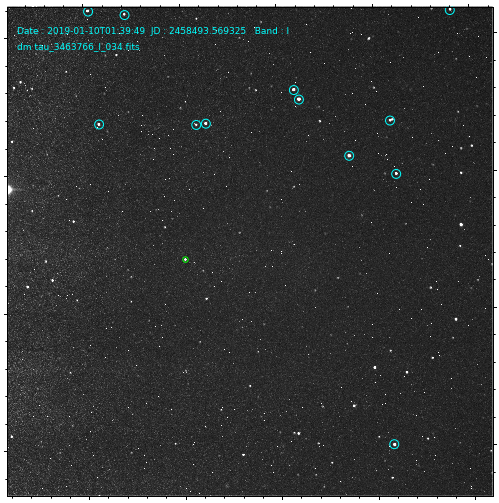 Date : 2019-01-10T01:39:49 JD : 2458493.569325 Band : I
dm tau_3463766_I_034.fits